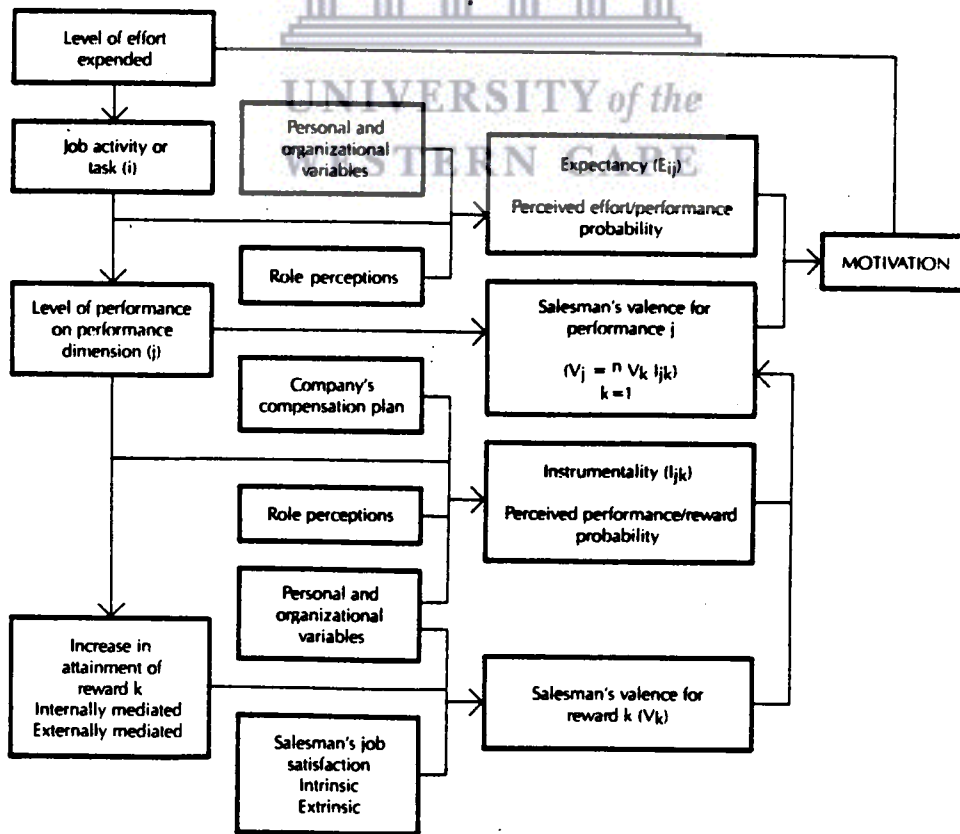 UNIVERSITY of the
WESTERN CAPE
Level of effort
expended
Job activity or
task (i)
Personal and
organizational
variables
Expectancy (Eij)
Perceived effort/performance
probability
Role perceptions
MOTIVATION
Level of performance
on performance
dimension (j)
Salesman's valence for
performance j
(Vj = n Vk Ijk)
k=1
Company's
compensation plan
Instrumentality (Ijk)
Perceived performance/reward
probability
Role perceptions
Personal and
organizational
variables
Increase in
attainment of
reward k
Internally mediated
Externally mediated
Salesman's valence for
reward k (Vk)
Salesman's job
satisfaction
Intrinsic
Extrinsic